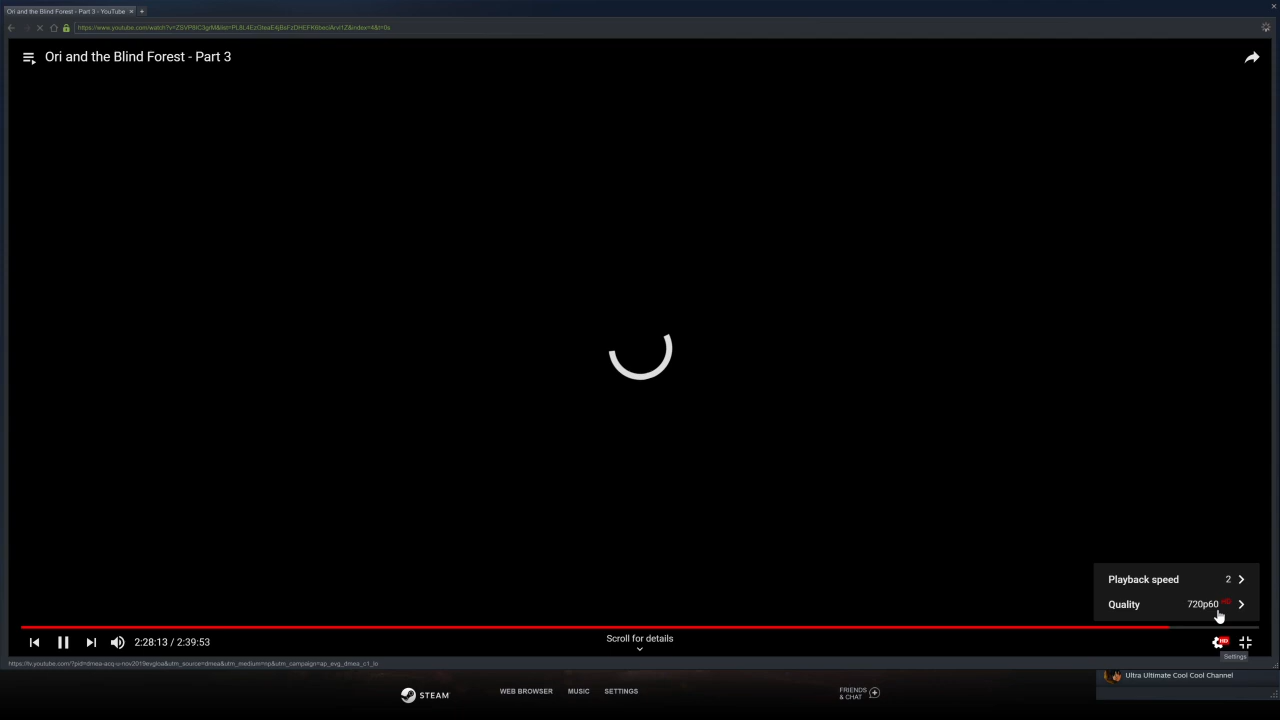 Ori and the Blind Forest - Part 3 - YouTube
Ori and the Blind Forest - Part 3
Playback speed 2
Quality 720p60
2:28:13 / 2:39:53
Scroll for details
HD
Settings
Ultra Ultimate Cool Cool Channel
STEAM
WEB BROWSER
MUSIC
SETTINGS
FRIENDS
& CHAT